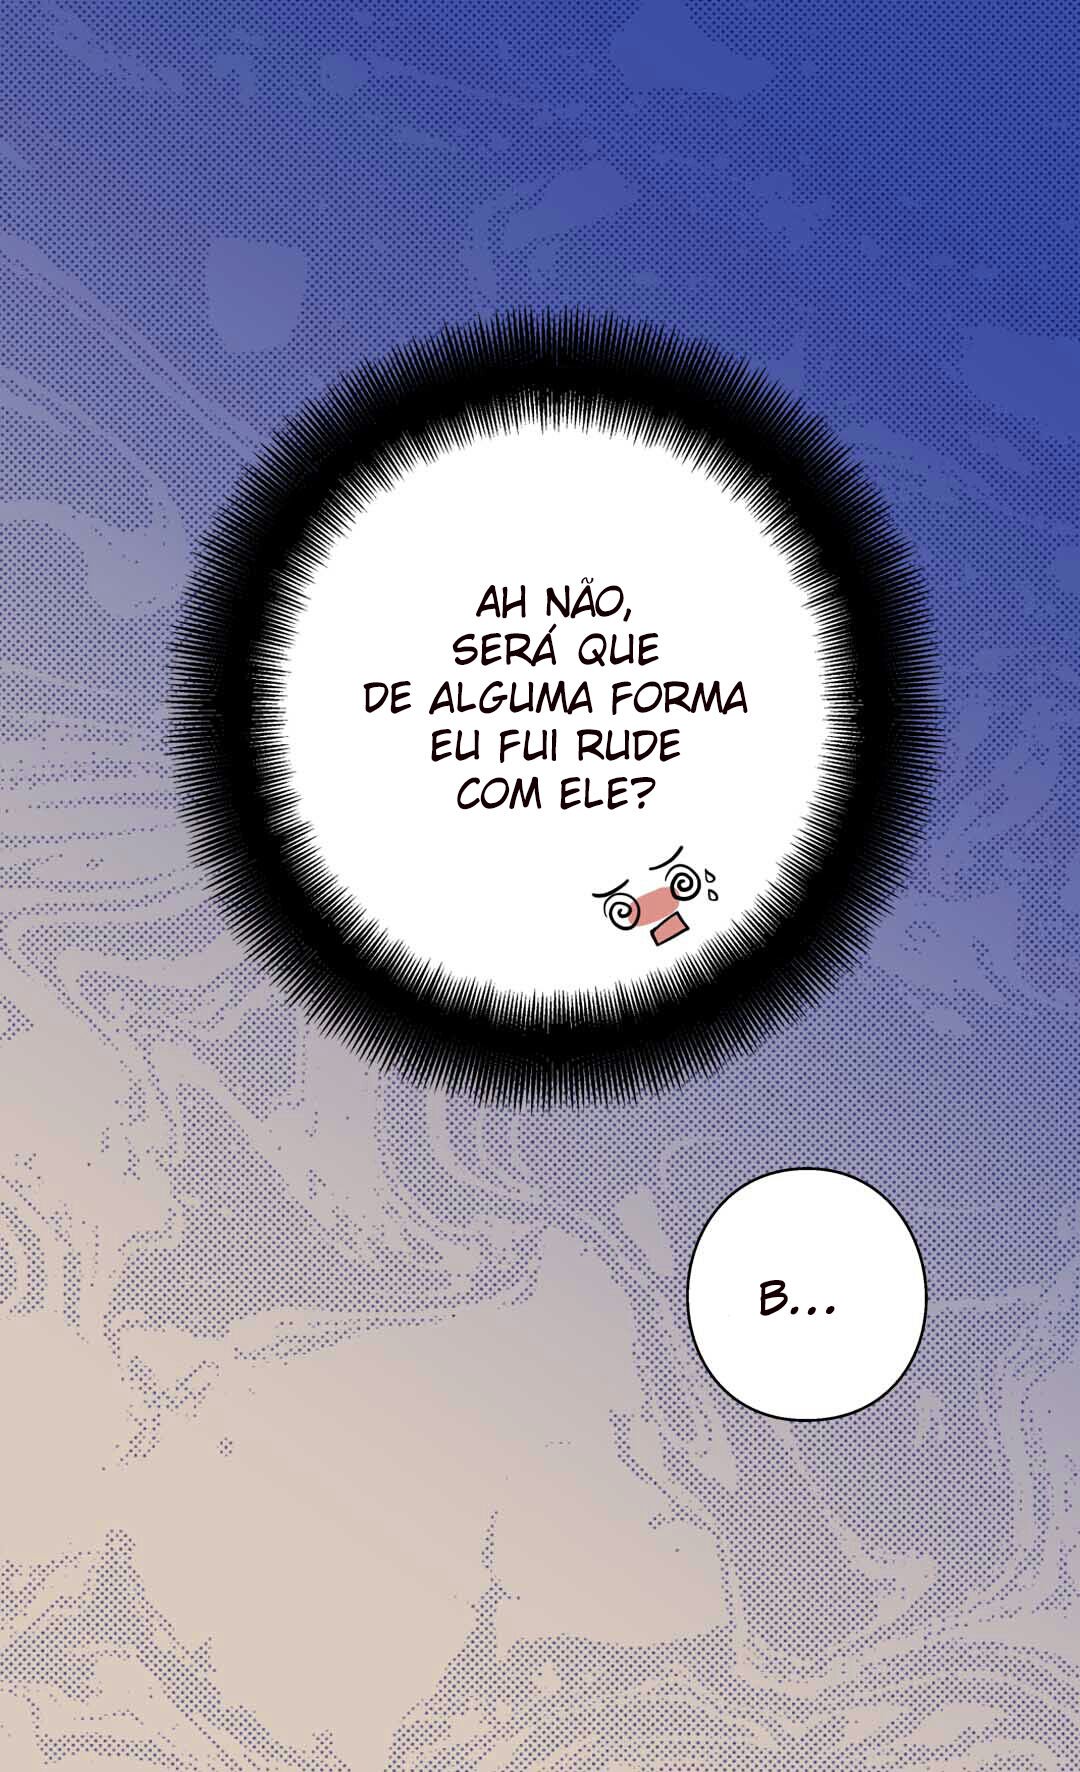 AH NÃO,
SERÁ QUE
DE ALGUMA FORMA
EU FUI RUDE
COM ELE?
B...